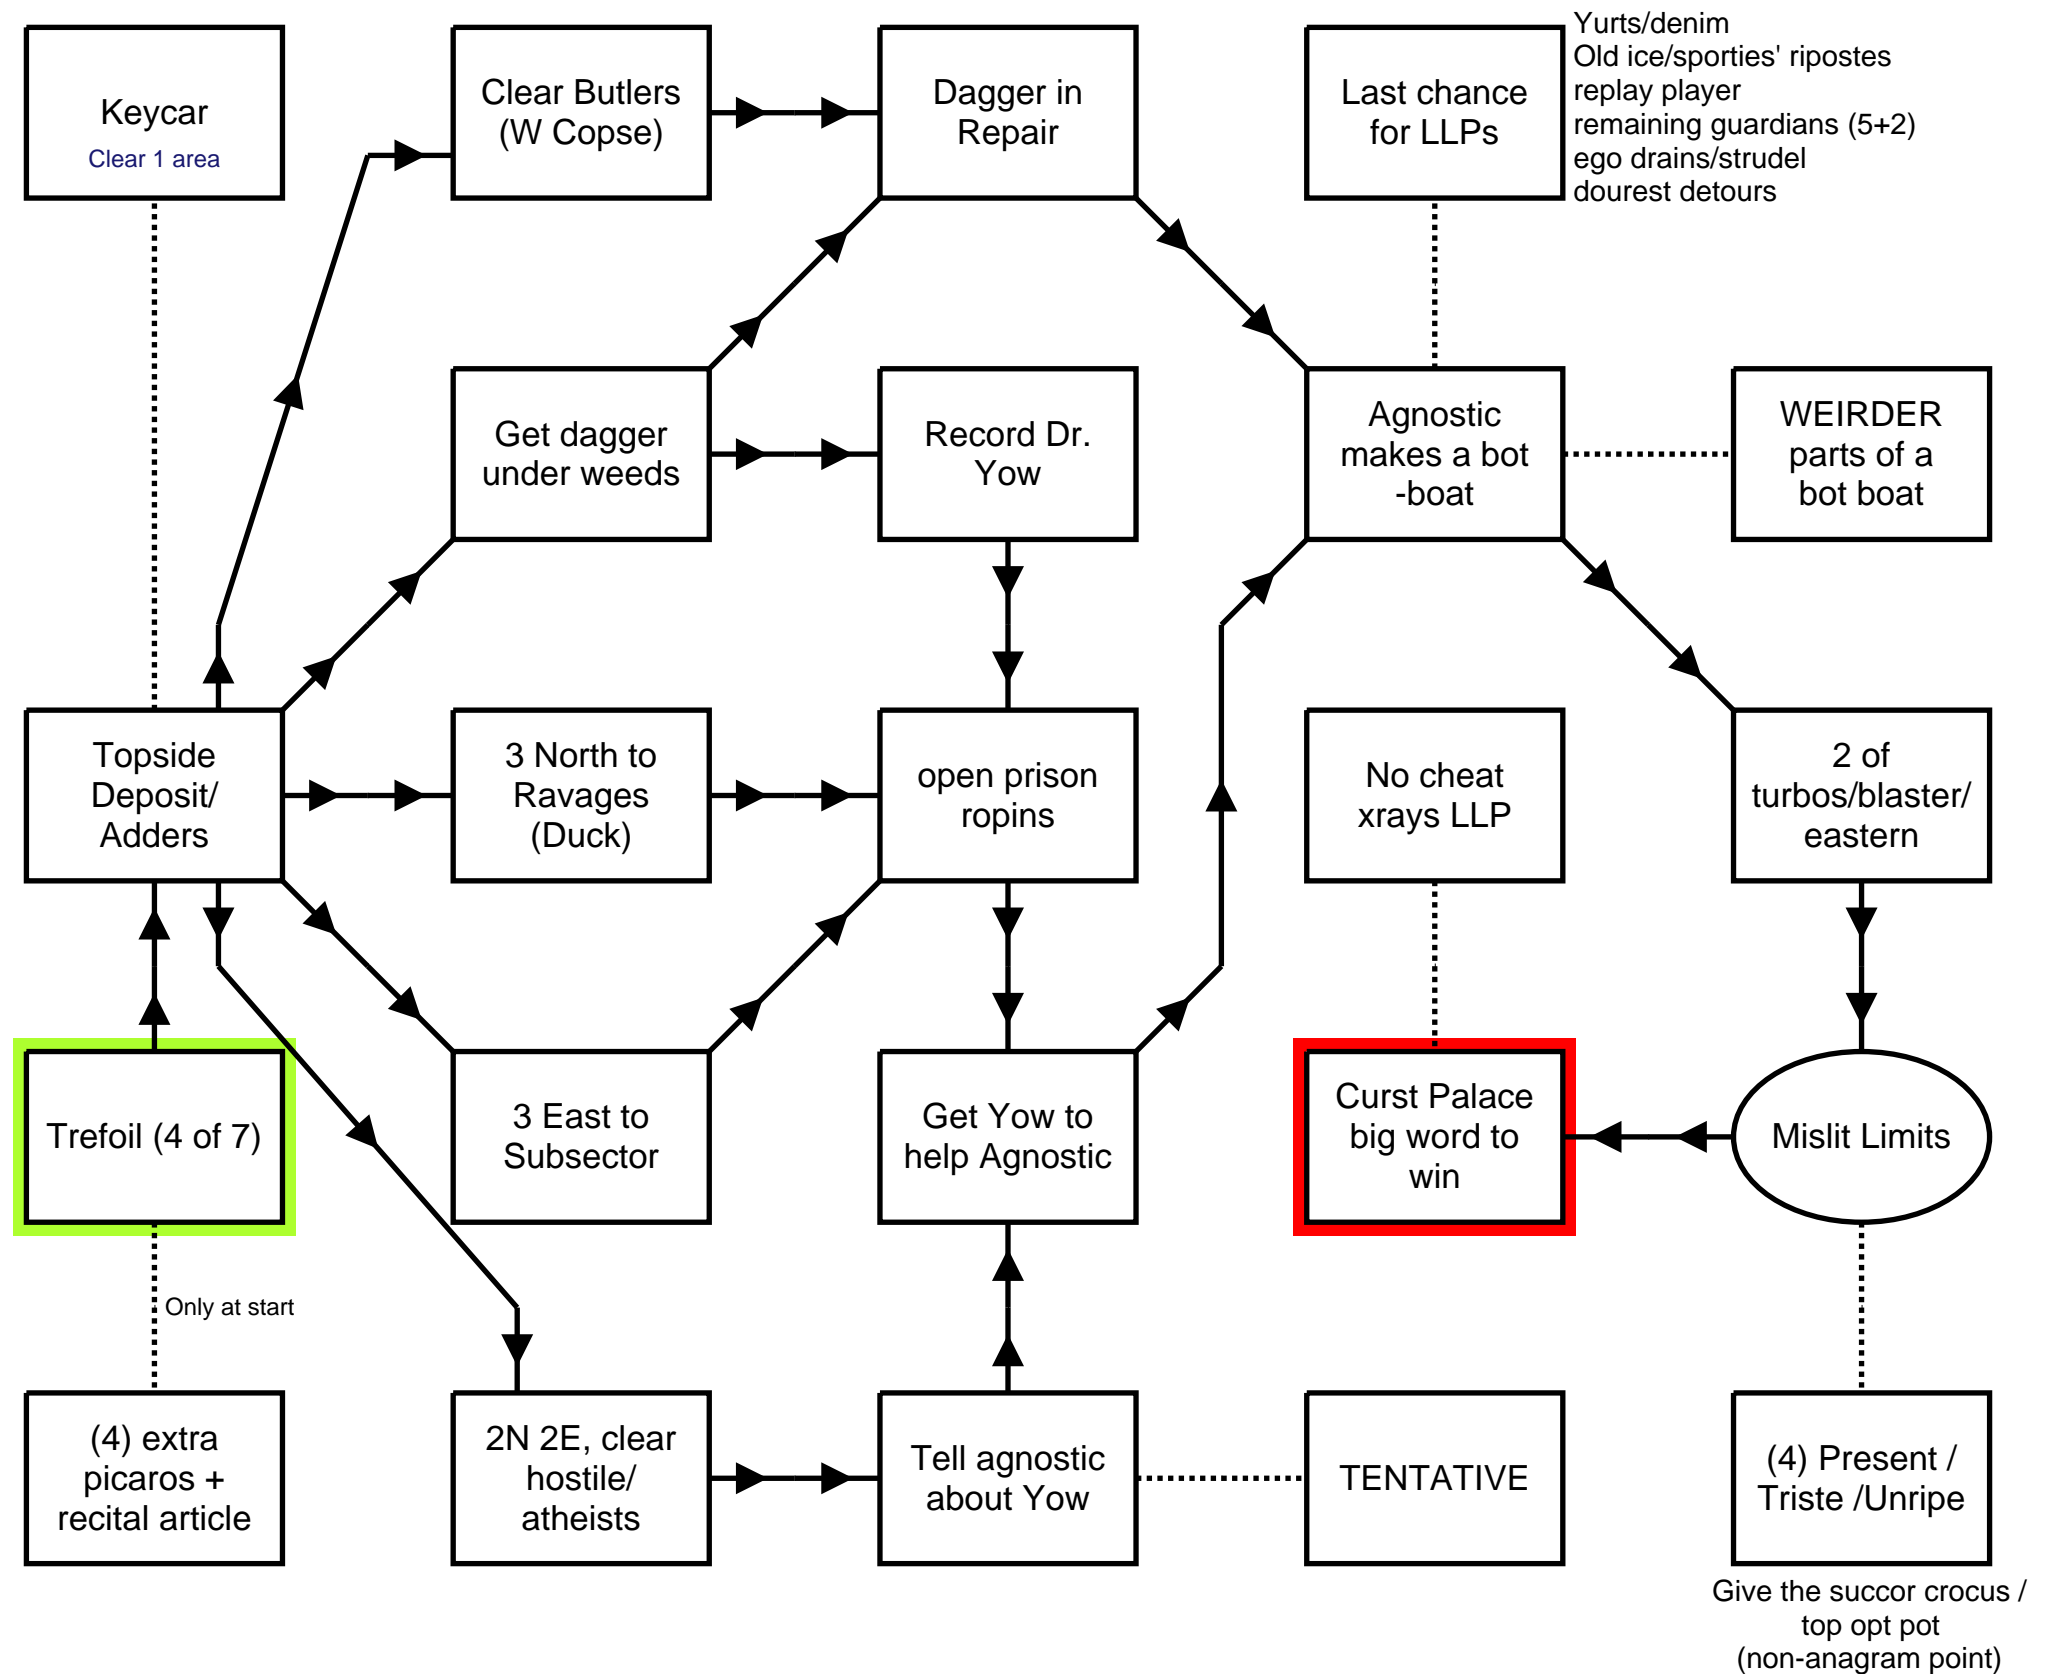 Keycar
Clear 1 area
Clear Butlers
(W Copse)
Dagger in
Repair
Last chance
for LLPs
Yurts/denim
Old ice/sporties' ripostes
replay player
remaining guardians (5+2)
ego drains/strudel
dourest detours
Get dagger
under weeds
Record Dr.
Yow
Agnostic
makes a bot
-boat
WEIRDER
parts of a
bot boat
Topside
Deposit/
Adders
3 North to
Ravages
(Duck)
open prison
ropins
No cheat
xrays LLP
2 of
turbos/blaster/
eastern
Trefoil (4 of 7)
3 East to
Subsector
Get Yow to
help Agnostic
Curst Palace
big word to
win
Mislit Limits
Only at start
(4) extra
picaros +
recital article
2N 2E, clear
hostile/
atheists
Tell agnostic
about Yow
TENTATIVE
(4) Present /
Triste /Unripe
Give the succor crocus /
top opt pot
(non-anagram point)